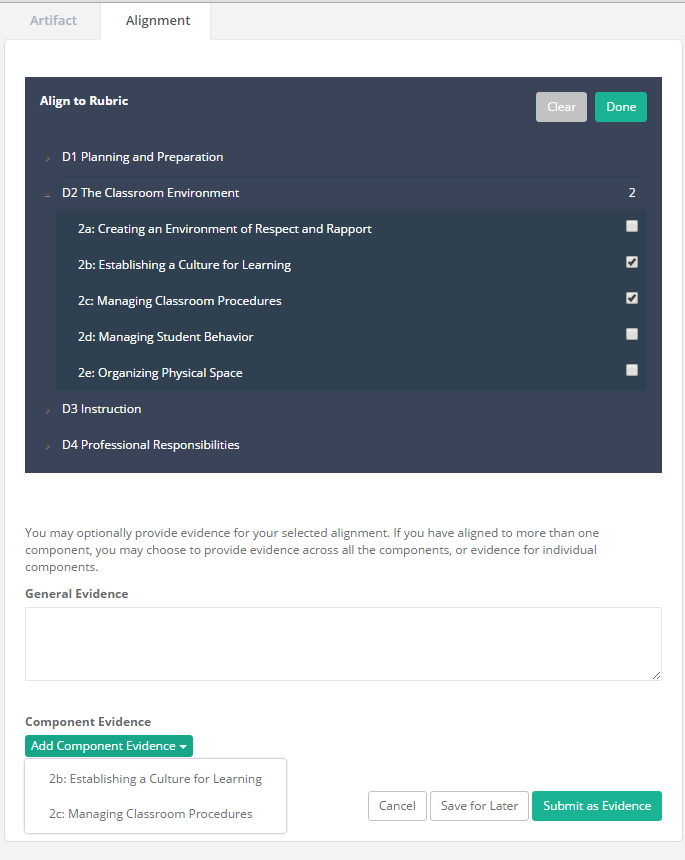 Artifact
Alignment
Align to Rubric
Clear
Done
D1 Planning and Preparation
D2 The Classroom Environment 2
2a: Creating an Environment of Respect and Rapport
2b: Establishing a Culture for Learning
2c: Managing Classroom Procedures
2d: Managing Student Behavior
2e: Organizing Physical Space
D3 Instruction
D4 Professional Responsibilities
You may optionally provide evidence for your selected alignment. If you have aligned to more than one
component, you may choose to provide evidence across all the components, or evidence for individual
components.
General Evidence
Component Evidence
Add Component Evidence
2b: Establishing a Culture for Learning
2c: Managing Classroom Procedures
Cancel
Save for Later
Submit as Evidence